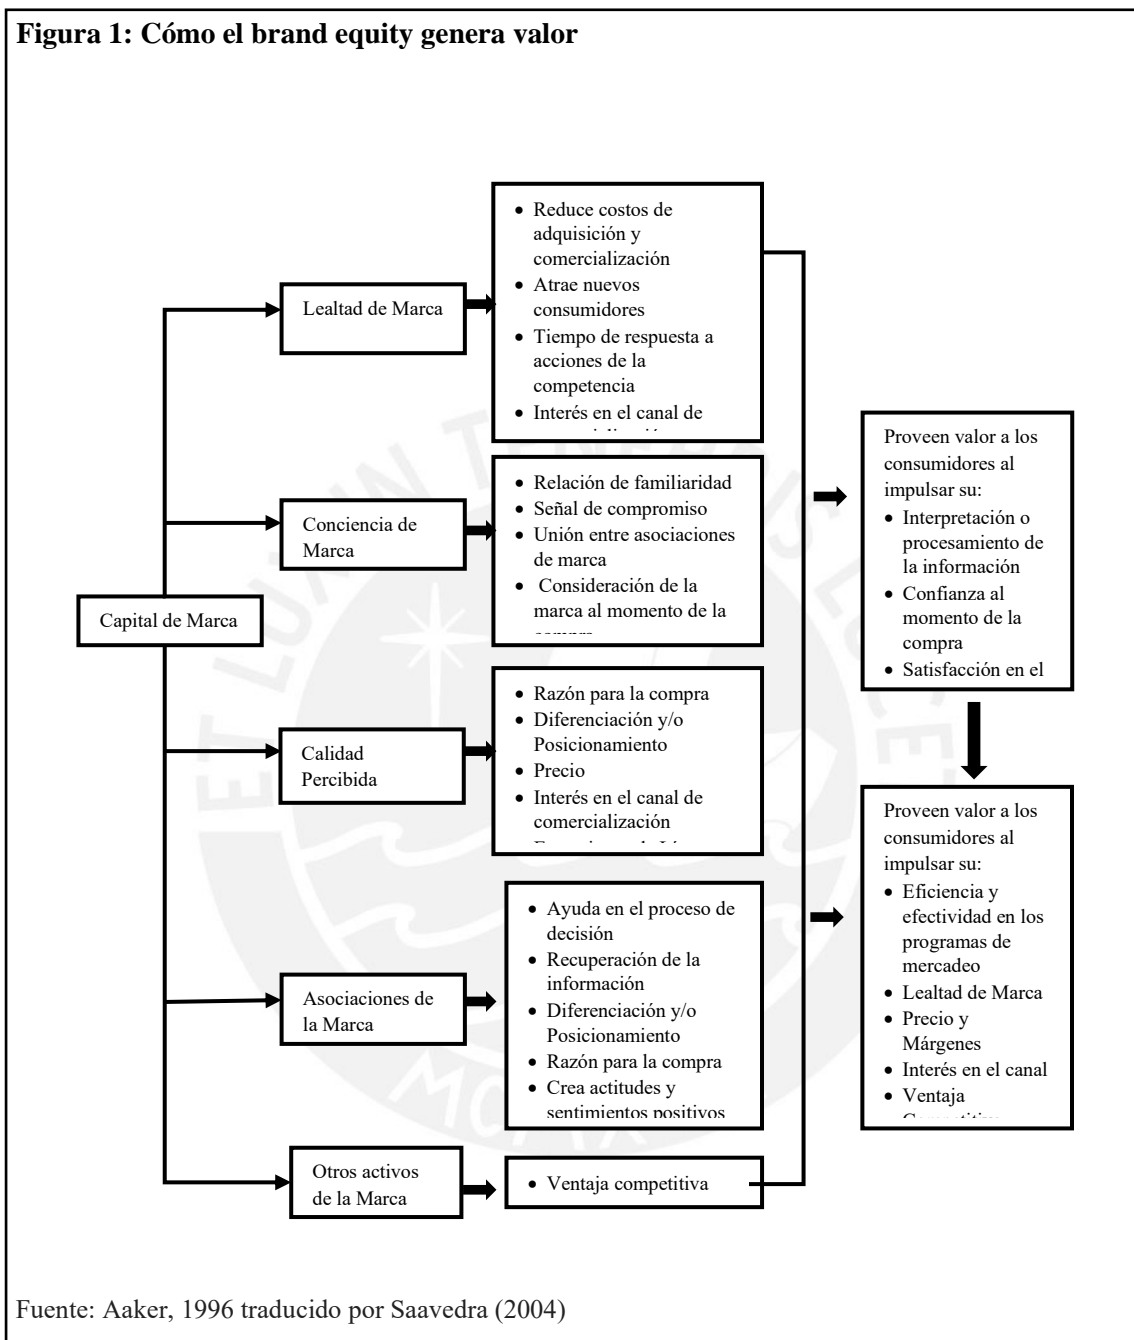 Figura 1: Cómo el brand equity genera valor
Capital de Marca
Lealtad de Marca
• Reduce costos de
adquisición y
comercialización
• Atrae nuevos
consumidores
• Tiempo de respuesta a
acciones de la
competencia
• Interés en el canal de
Conciencia de
Marca
• Relación de familiaridad
• Señal de compromiso
• Unión entre asociaciones
de marca
• Consideración de la
marca al momento de la
Calidad
Percibida
• Razón para la compra
• Diferenciación y/o
Posicionamiento
• Precio
• Interés en el canal de
comercialización
Asociaciones de
la Marca
• Ayuda en el proceso de
decisión
• Recuperación de la
información
• Diferenciación y/o
Posicionamiento
• Razón para la compra
• Crea actitudes y
sentimientos positivos
Otros activos
de la Marca
• Ventaja competitiva
Proveen valor a los
consumidores al
impulsar su:
• Interpretación o
procesamiento de
la información
• Confianza al
momento de la
compra
• Satisfacción en el
Proveen valor a los
consumidores al
impulsar su:
• Eficiencia y
efectividad en los
programas de
mercadeo
• Lealtad de Marca
• Precio y
Márgenes
• Interés en el canal
• Ventaja
Fuente: Aaker, 1996 traducido por Saavedra (2004)